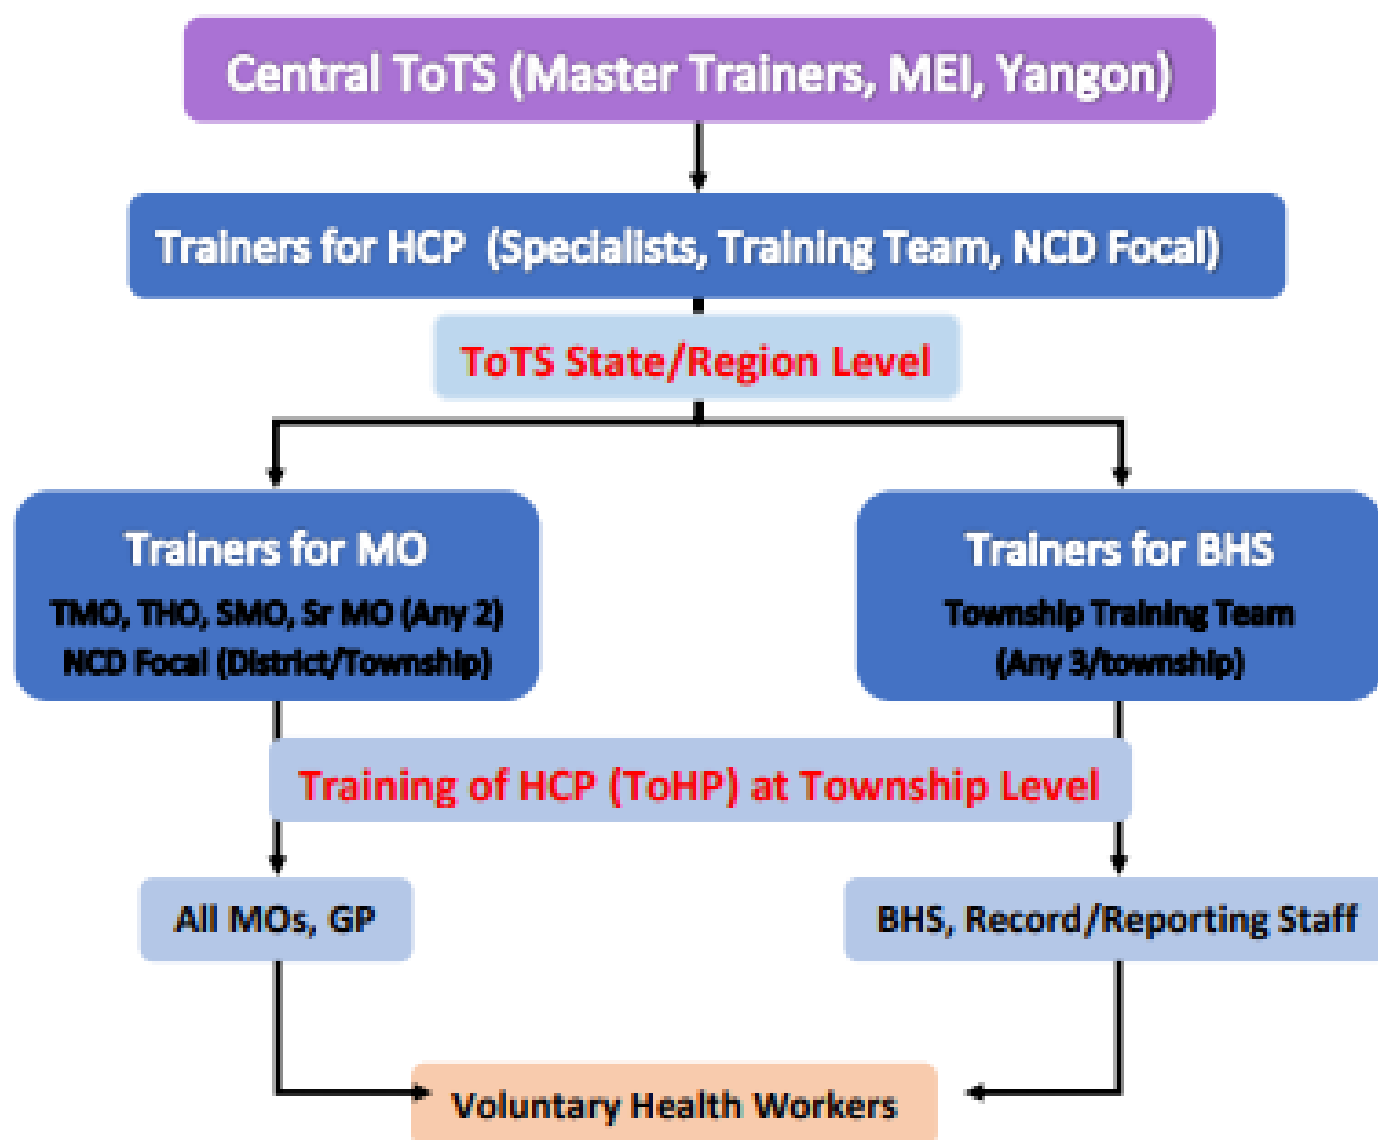 Central ToTS (Master Trainers, MEI, Yangon)
Trainers for HCP (Specialists, Training Team, NCD Focal)
ToTS State/Region Level
Trainers for MO
TMO, THO, SMO, Sr MO (Any 2)
NCD Focal (District/Township)
Trainers for BHS
Township Training Team
(Any 3/township)
Training of HCP (ToHP) at Township Level
All MOs, GP
BHS, Record/Reporting Staff
Voluntary Health Workers